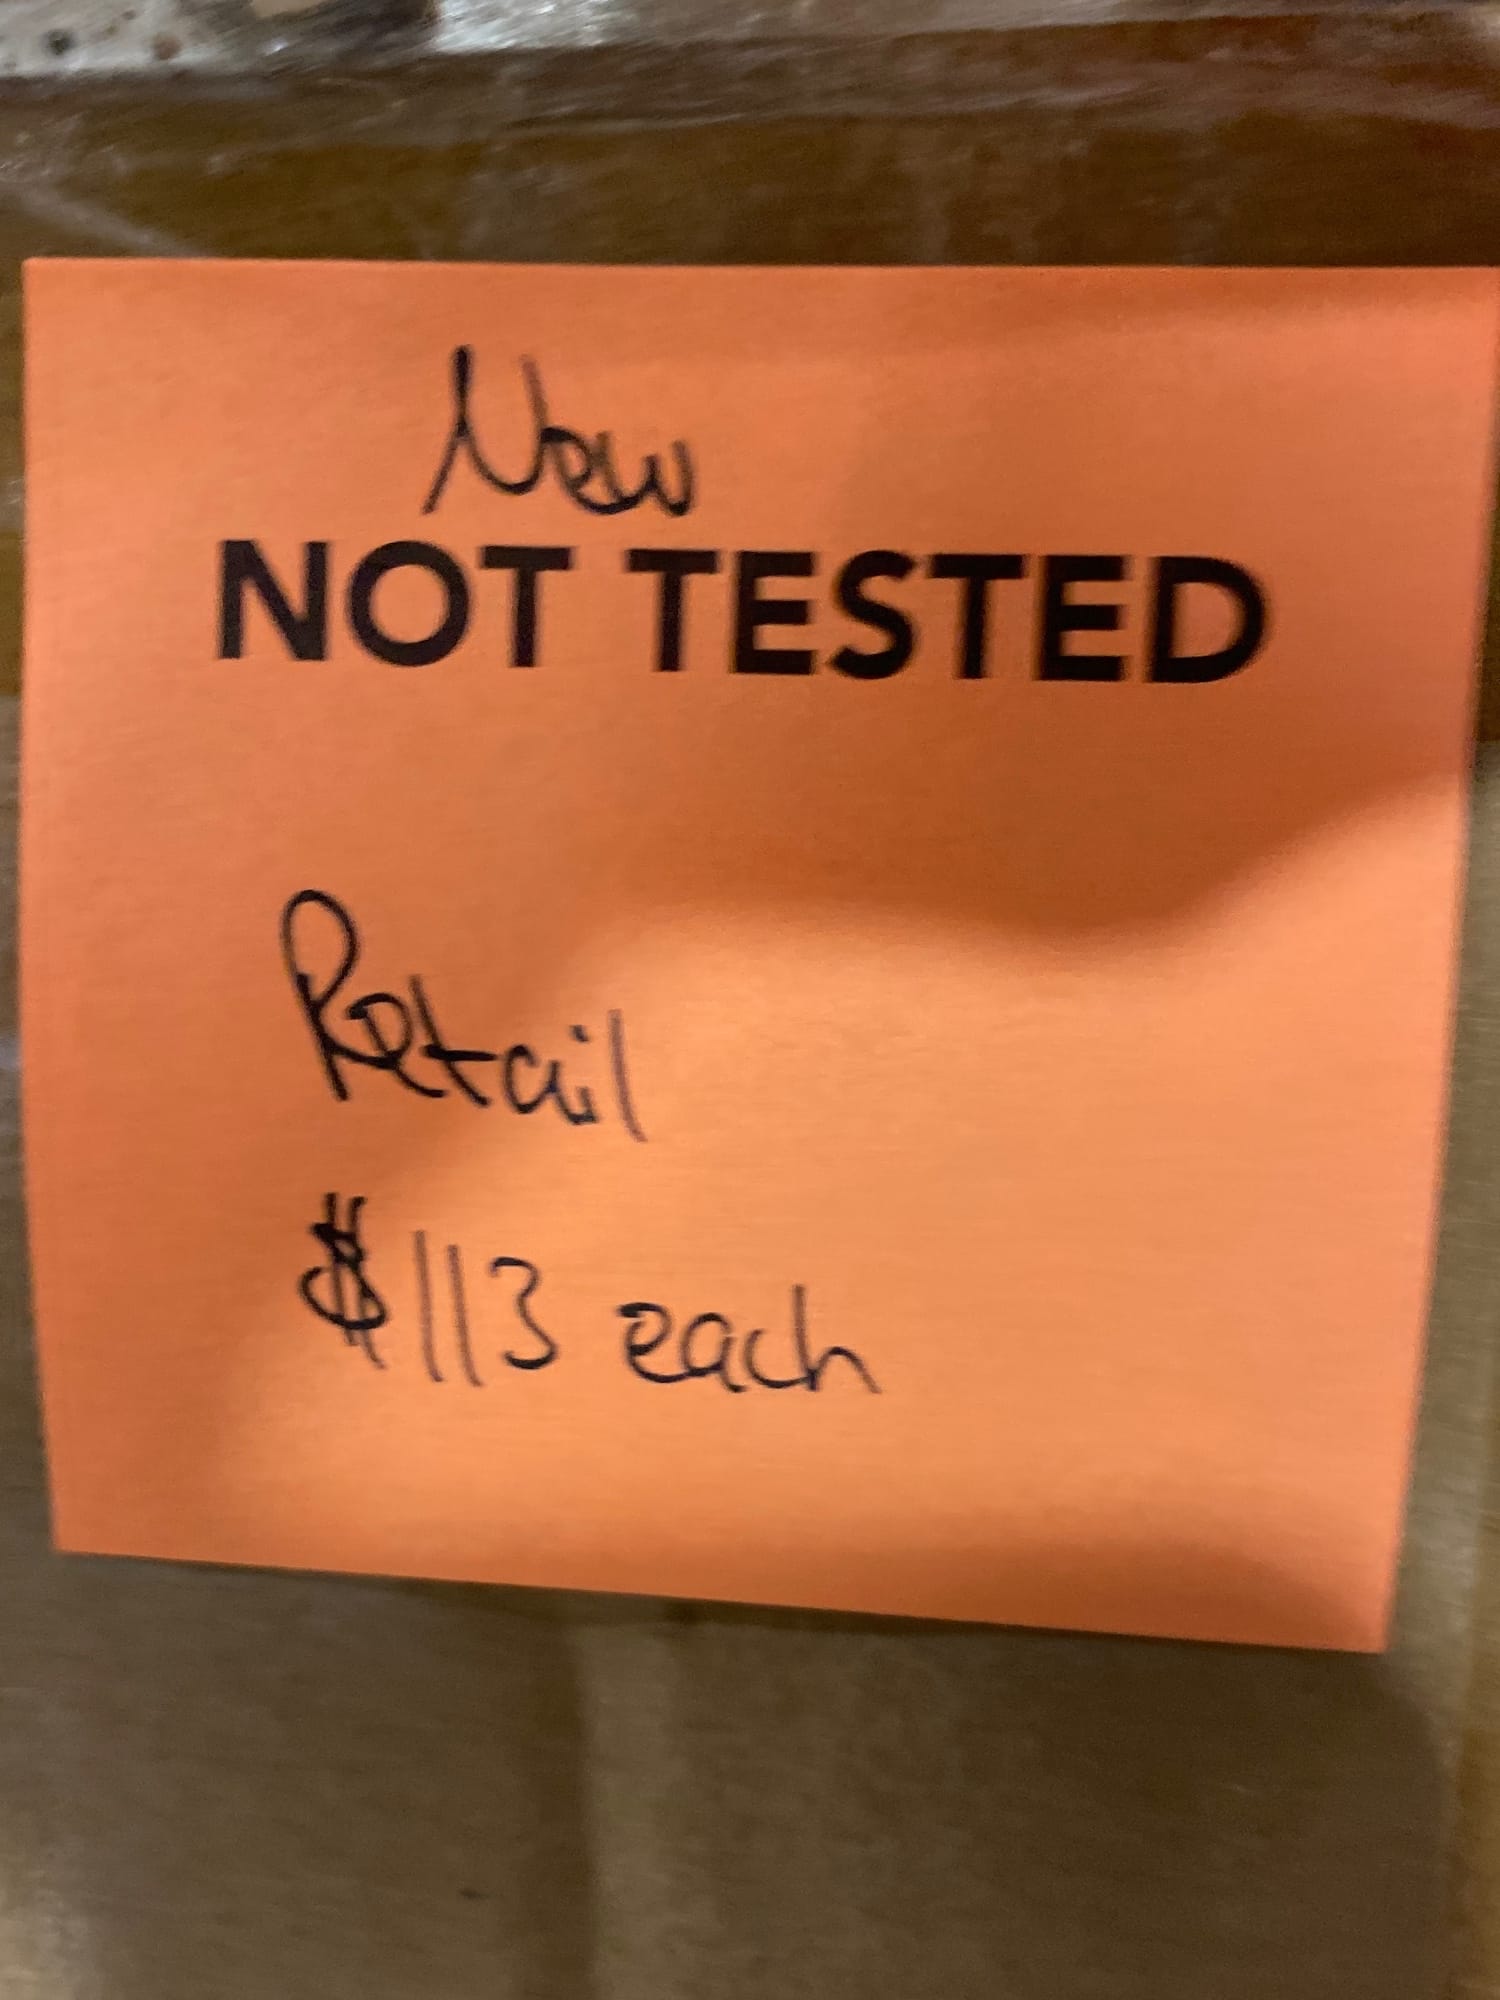 New
NOT TESTED
Retail
$113 each